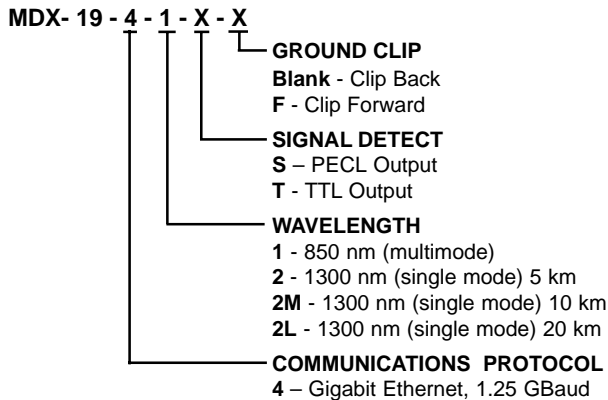 MDX- 19 - 4 - 1 - X - X
GROUND CLIP
Blank - Clip Back
F - Clip Forward
SIGNAL DETECT
S – PECL Output
T - TTL Output
WAVELENGTH
1 - 850 nm (multimode)
2 - 1300 nm (single mode) 5 km
2M - 1300 nm (single mode) 10 km
2L - 1300 nm (single mode) 20 km
COMMUNICATIONS PROTOCOL
4 – Gigabit Ethernet, 1.25 GBaud